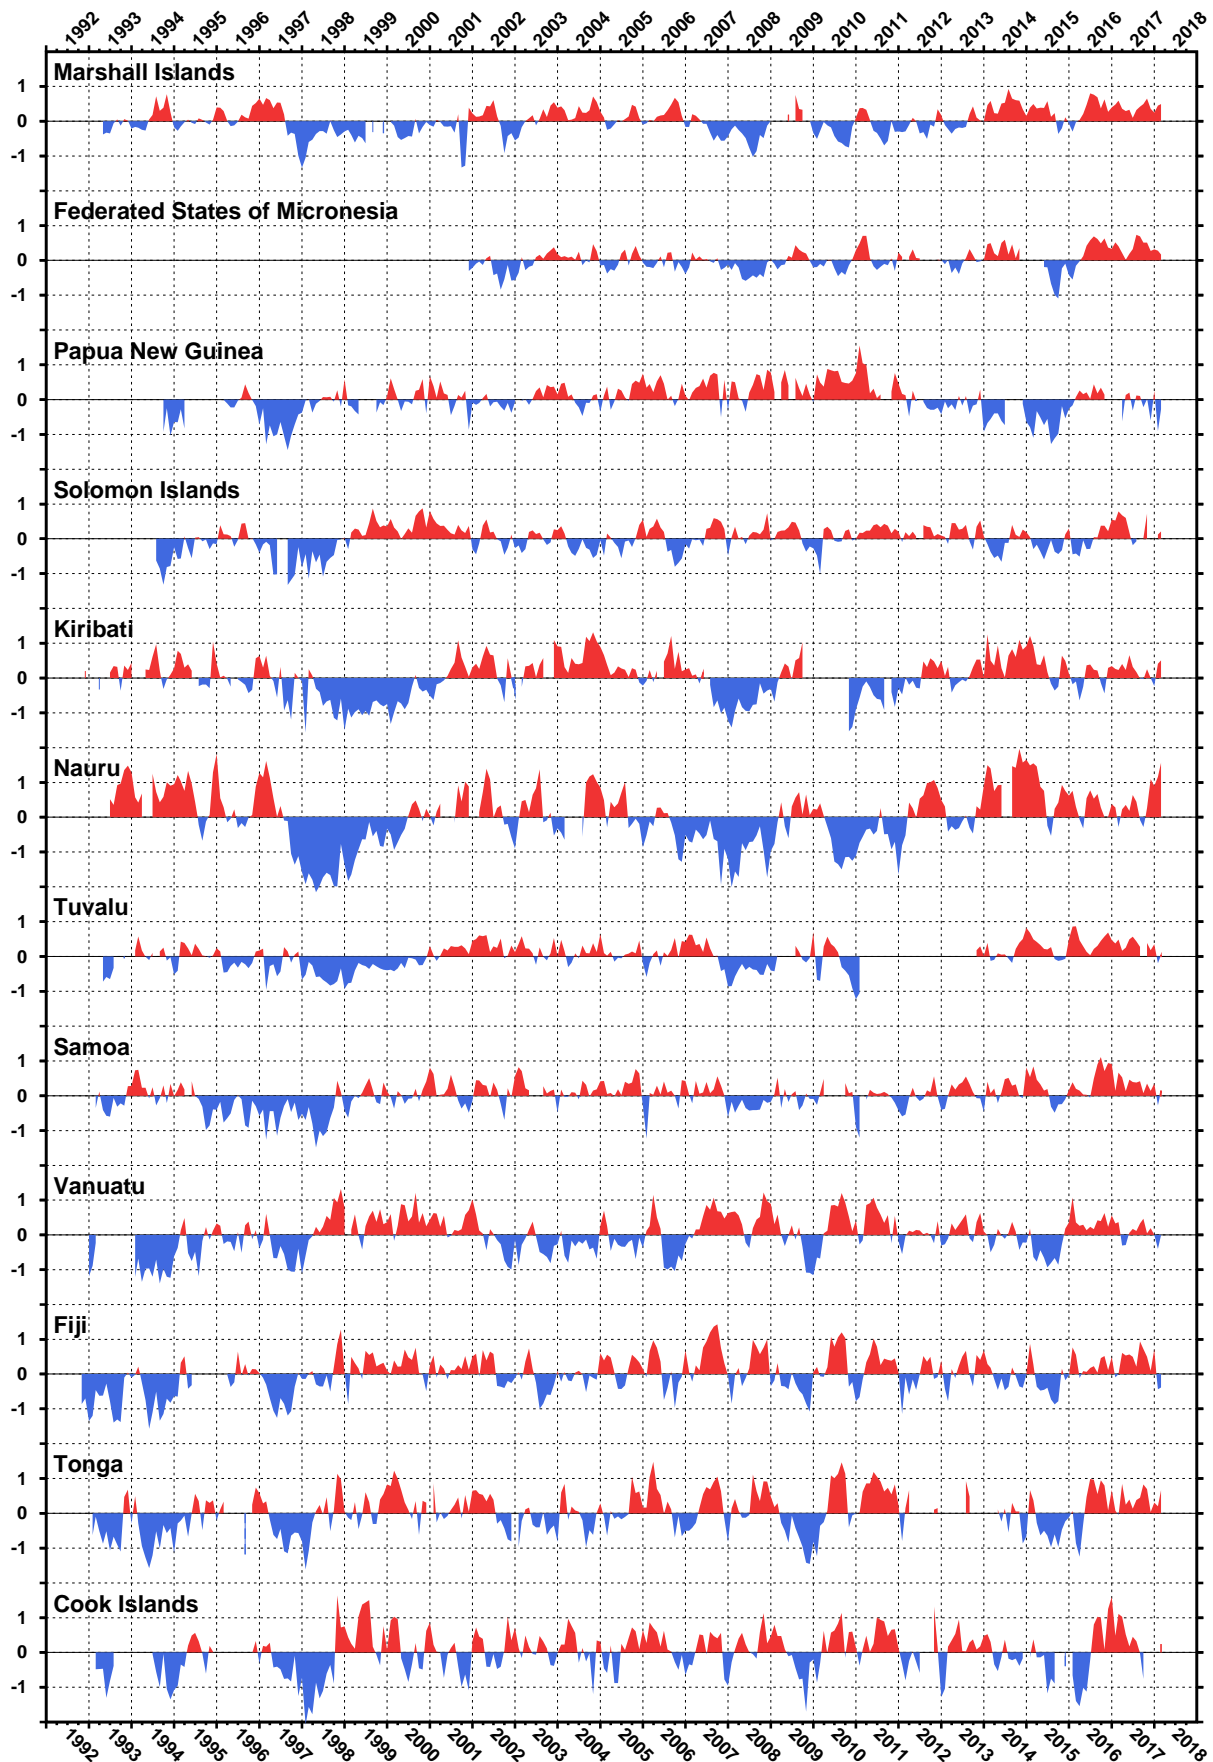 1992 1993 1994 1995 1996 1997 1998 1999 2000 2001 2002 2003 2004 2005 2006 2007 2008 2009 2010 2011 2012 2013 2014 2015 2016 2017 2018
Marshall Islands
1
0
-1
Federated States of Micronesia
1
0
-1
Papua New Guinea
1
0
-1
Solomon Islands
1
0
-1
Kiribati
1
0
-1
Nauru
1
0
-1
Tuvalu
1
0
-1
Samoa
1
0
-1
Vanuatu
1
0
-1
Fiji
1
0
-1
Tonga
1
0
-1
Cook Islands
1
0
-1
1992 1993 1994 1995 1996 1997 1998 1999 2000 2001 2002 2003 2004 2005 2006 2007 2008 2009 2010 2011 2012 2013 2014 2015 2016 2017 2018